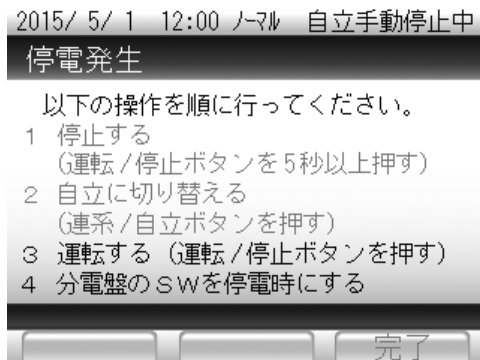 2015/ 5/ 1 12:00 ﾉｰﾏﾙ 自立手動停止中
停電発生
以下の操作を順に行ってください。
1 停止する
(運転/停止ボタンを5秒以上押す)
2 自立に切り替える
(連系/自立ボタンを押す)
3 運転する (運転/停止ボタンを押す)
4 分電盤のSWを停電時にする
完了